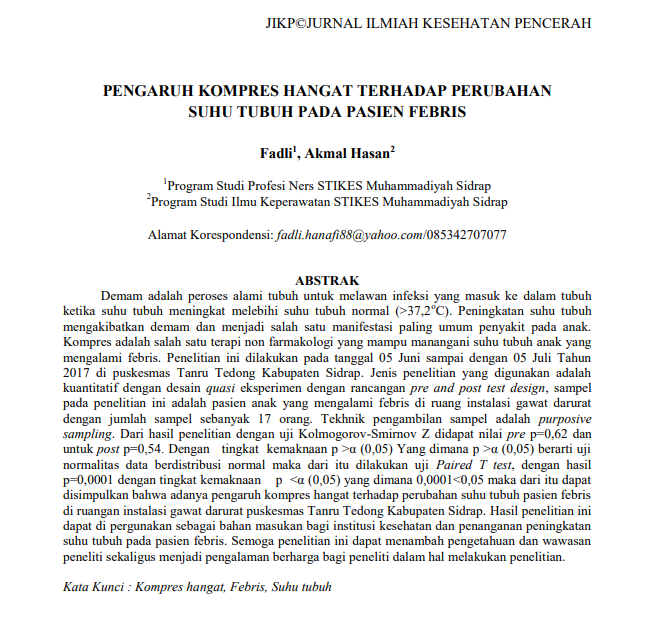 JIKP©JURNAL ILMIAH KESEHATAN PENCERAH
PENGARUH KOMPRES HANGAT TERHADAP PERUBAHAN
SUHU TUBUH PADA PASIEN FEBRIS
Fadli1, Akmal Hasan2
1Program Studi Profesi Ners STIKES Muhammadiyah Sidrap
2Program Studi Ilmu Keperawatan STIKES Muhammadiyah Sidrap
Alamat Korespondensi: fadli.hanafi88@yahoo.com/085342707077
ABSTRAK
Demam adalah peroses alami tubuh untuk melawan infeksi yang masuk ke dalam tubuh
ketika suhu tubuh meningkat melebihi suhu tubuh normal (>37,2°C). Peningkatan suhu tubuh
mengakibatkan demam dan menjadi salah satu manifestasi paling umum penyakit pada anak.
Kompres adalah salah satu terapi non farmakologi yang mampu manangani suhu tubuh anak yang
mengalami febris. Penelitian ini dilakukan pada tanggal 05 Juni sampai dengan 05 Juli Tahun
2017 di puskesmas Tanru Tedong Kabupaten Sidrap. Jenis penelitian yang digunakan adalah
kuantitatif dengan desain quasi eksperimen dengan rancangan pre and post test design, sampel
pada penelitian ini adalah pasien anak yang mengalami febris di ruang instalasi gawat darurat
dengan jumlah sampel sebanyak 17 orang. Tekhnik pengambilan sampel adalah purposive
sampling. Dari hasil penelitian dengan uji Kolmogorov-Smirnov Z didapat nilai pre p=0,62 dan
untuk post p=0,54. Dengan tingkat kemaknaan p >α (0,05) Yang dimana p >α (0,05) berarti uji
normalitas data berdistribusi normal maka dari itu dilakukan uji Paired T test, dengan hasil
p=0,0001 dengan tingkat kemaknaan p <α (0,05) yang dimana 0,0001<0,05 maka dari itu dapat
disimpulkan bahwa adanya pengaruh kompres hangat terhadap perubahan suhu tubuh pasien febris
di ruangan instalasi gawat darurat puskesmas Tanru Tedong Kabupaten Sidrap. Hasil penelitian ini
dapat di pergunakan sebagai bahan masukan bagi institusi kesehatan dan penanganan peningkatan
suhu tubuh pada pasien febris. Semoga penelitian ini dapat menambah pengetahuan dan wawasan
peneliti sekaligus menjadi pengalaman berharga bagi peneliti dalam hal melakukan penelitian.
Kata Kunci : Kompres hangat, Febris, Suhu tubuh